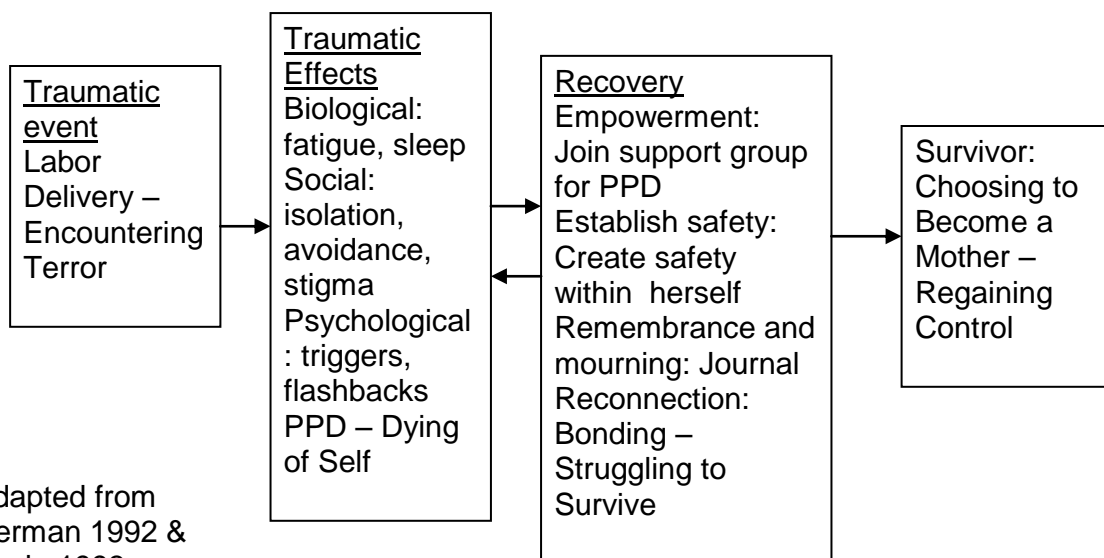 Traumatic
event
Labor
Delivery –
Encountering
Terror
Traumatic
Effects
Biological:
fatigue, sleep
Social:
isolation,
avoidance,
stigma
Psychological
: triggers,
flashbacks
PPD – Dying
of Self
Recovery
Empowerment:
Join support group
for PPD
Establish safety:
Create safety
within herself
Remembrance and
mourning: Journal
Reconnection:
Bonding –
Struggling to
Survive
Survivor:
Choosing to
Become a
Mother –
Regaining
Control
dapted from
erman 1992 &